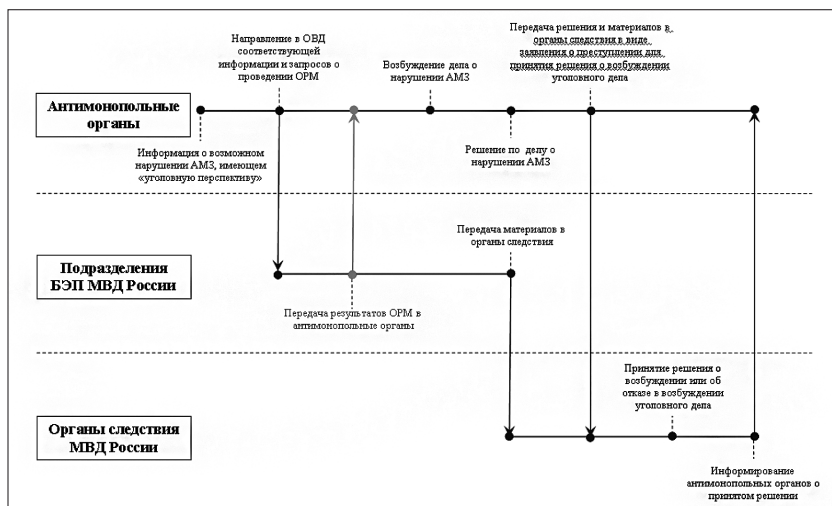 Направление в ОВД
соответствующей
информации и запросов о
проведении ОРМ
Возбуждение дела о
нарушении АМЗ
Передача решения и материалов в
органы следствия в виде
заявления о преступлении для
принятия решения о возбуждении
уголовного дела
Антимонопольные
органы
Информация о возможном
нарушении АМЗ, имеющем
«уголовную перспективу»
Решение по делу о
нарушении АМЗ
Передача материалов в
органы следствия
Подразделения
БЭП МВД России
Передача результатов ОРМ в
антимонопольные органы
Принятие решения о
возбуждении или об
отказе в возбуждении
уголовного дела
Органы следствия
МВД России
Информирование
антимонопольных органов о
принятом решении